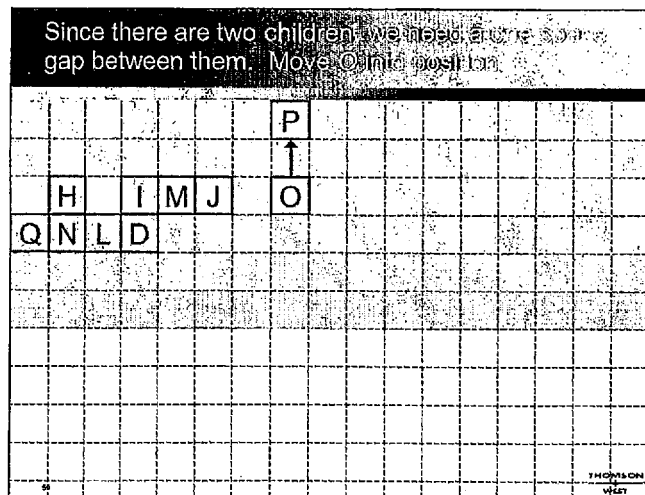 Since there are two children, we need a one space
gap between them. Move O into position.
P
H I M J O
Q N L D
THOMSON
WEST